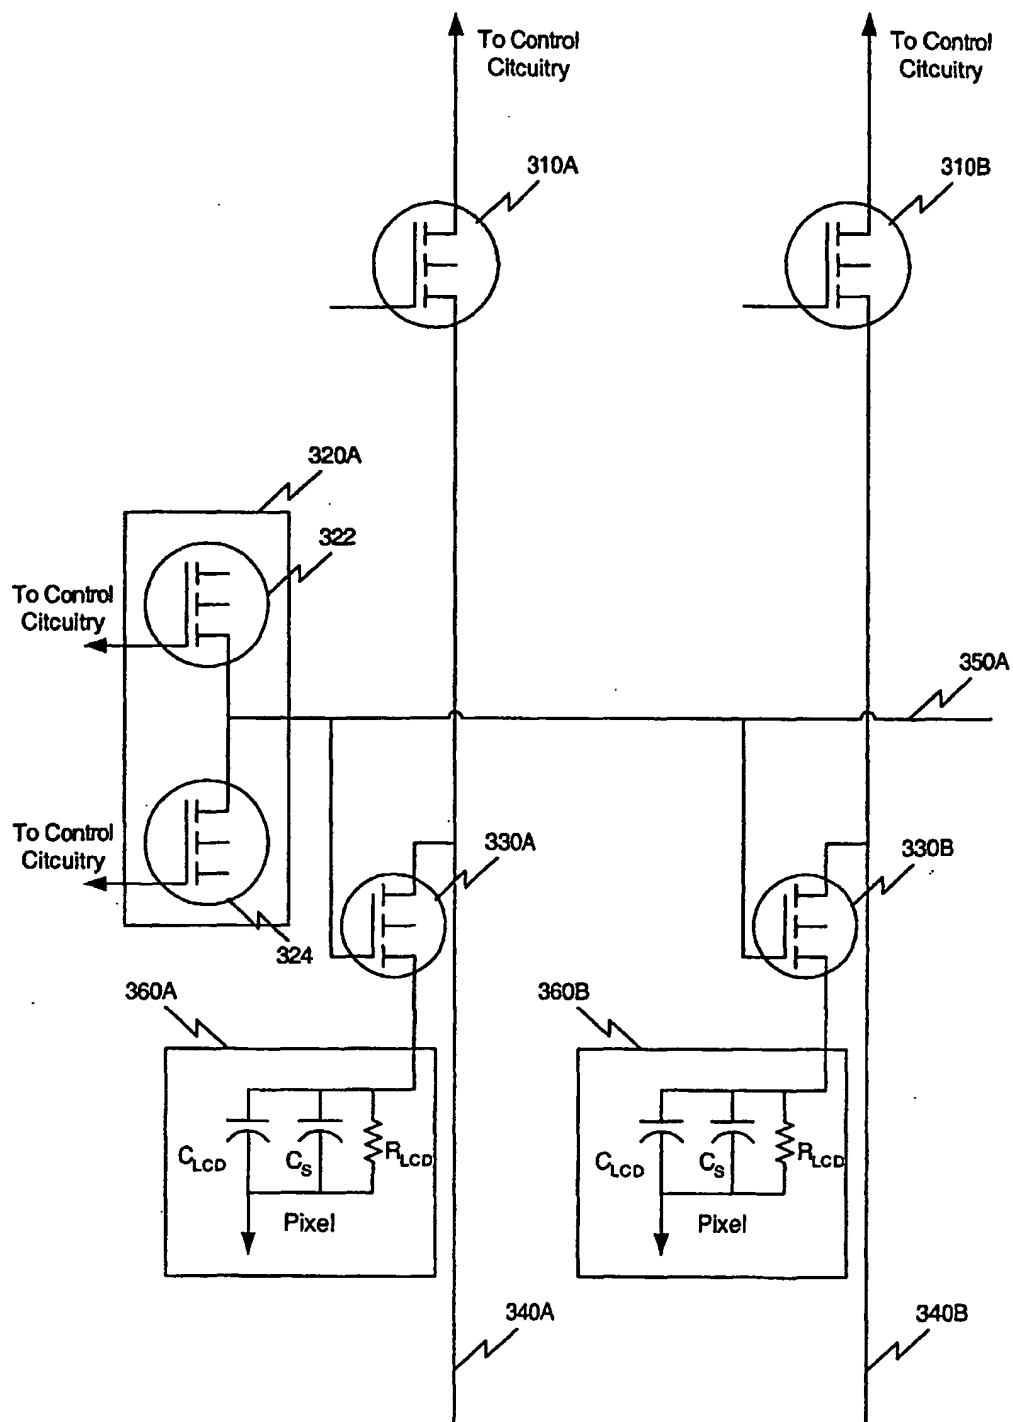 To Control
Citcuitry
To Control
Citcuitry
310A
310B
320A
322
To Control
Citcuitry
350A
To Control
Citcuitry
330A
330B
324
360A
360B
CLCD
CS
RLCD
CLCD
CS
RLCD
Pixel
Pixel
340A
340B